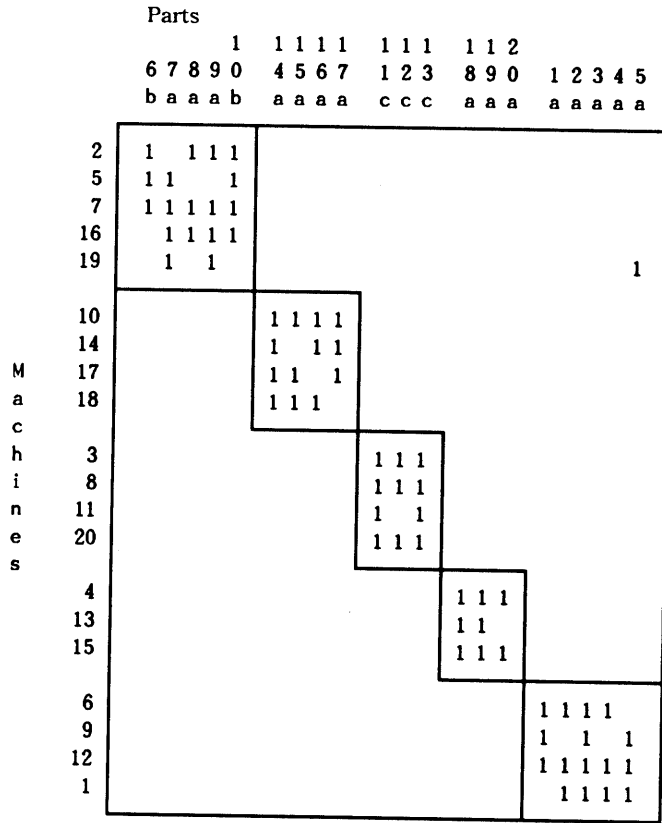 Parts
1 1 1 1 1 1 1 1 1 1 2
6 7 8 9 0 4 5 6 7 1 2 3 8 9 0 1 2 3 4 5
b a a a b a a a a c c c a a a a a a a a
Machines
2 1 1 1 1
5 1 1 1
7 1 1 1 1 1
16 1 1 1 1
19 1 1 1
10 1 1 1 1
14 1 1 1
17 1 1 1
18 1 1 1
3 1 1 1
8 1 1 1
11 1 1
20 1 1 1
4 1 1 1
13 1 1
15 1 1 1
6 1 1 1 1
9 1 1 1
12 1 1 1 1 1
1 1 1 1 1